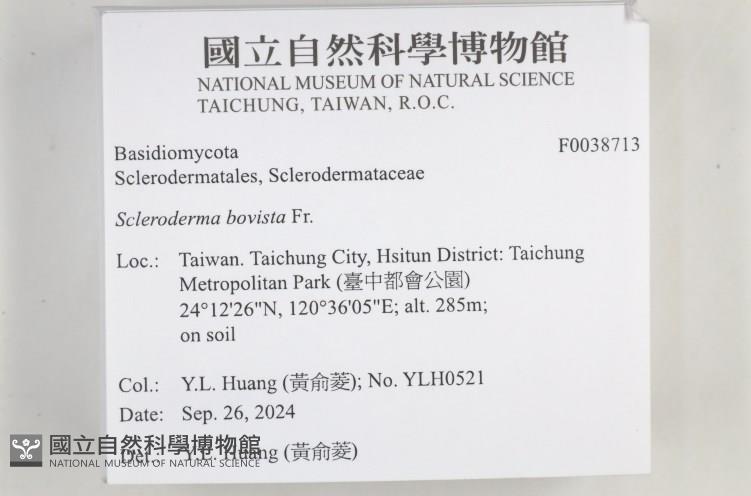 國立自然科學博物館
NATIONAL MUSEUM OF NATURAL SCIENCE
TAICHUNG, TAIWAN, R.O.C.
Basidiomycota F0038713
Sclerodermatales, Sclerodermataceae
Scleroderma bovista Fr.
Loc.: Taiwan. Taichung City, Hsitun District: Taichung
Metropolitan Park (臺中都會公園)
24°12'26"N, 120°36'05"E; alt. 285m;
on soil
Col.: Y.L. Huang (黃俞菱); No. YLH0521
Date: Sep. 26, 2024
Det.: Y.L. Huang (黃俞菱)
國立自然科學博物館
NATIONAL MUSEUM OF NATURAL SCIENCE